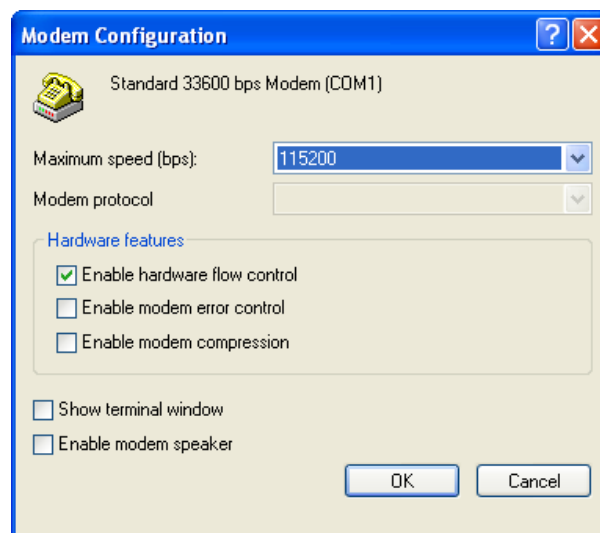 Modem Configuration
Standard 33600 bps Modem (COM1)
Maximum speed (bps): 115200
Modem protocol
Hardware features
Enable hardware flow control
Enable modem error control
Enable modem compression
Show terminal window
Enable modem speaker
OK Cancel